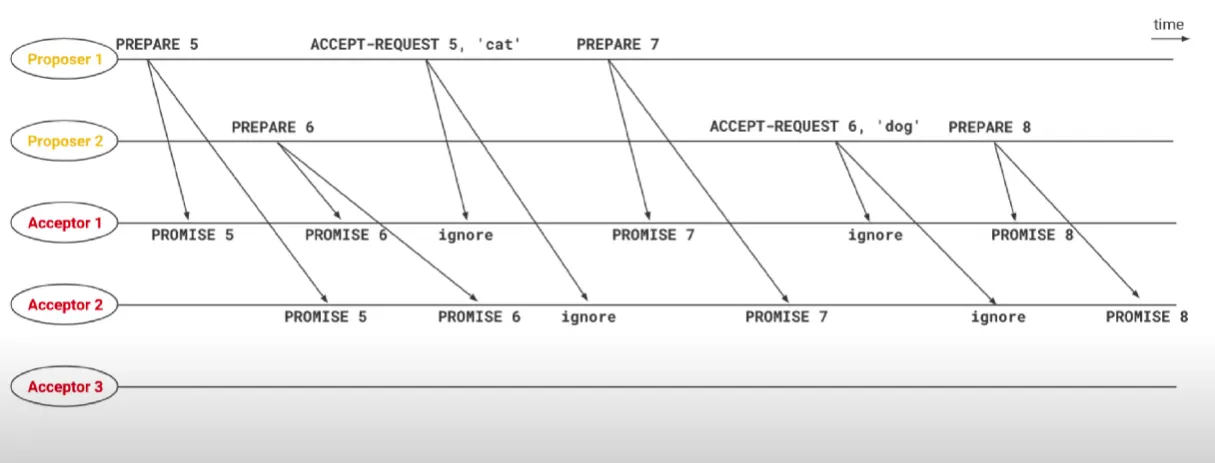 time
PREPARE 5 ACCEPT-REQUEST 5, 'cat' PREPARE 7
Proposer 1
PREPARE 6 ACCEPT-REQUEST 6, 'dog' PREPARE 8
Proposer 2
Acceptor 1
PROMISE 5 PROMISE 6 ignore PROMISE 7 ignore PROMISE 8
Acceptor 2
PROMISE 5 PROMISE 6 ignore PROMISE 7 ignore PROMISE 8
Acceptor 3